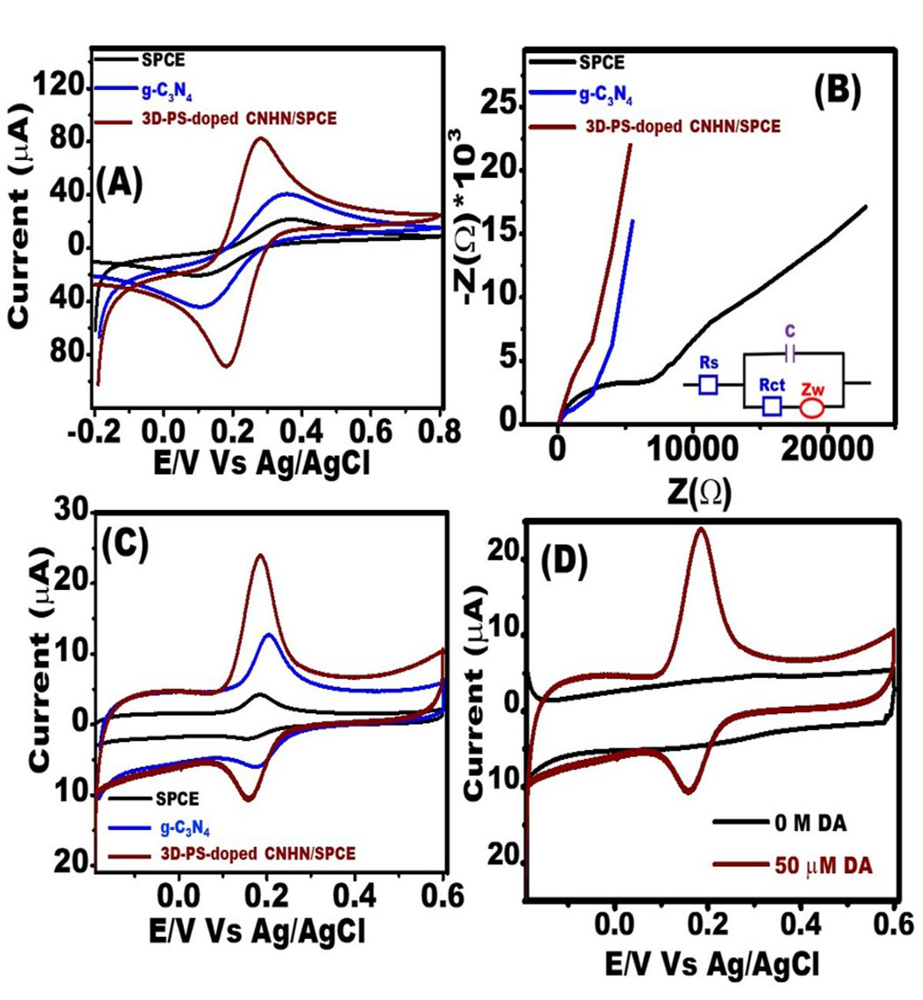 SPCE
g-C3N4
3D-PS-doped CNHN/SPCE
(A)
Current (μA)
120
80
40
0
40
80
-0.2 0.0 0.2 0.4 0.6 0.8
E/V Vs Ag/AgCl
SPCE
g-C3N4
3D-PS-doped CNHN/SPCE
(B)
-Z(Ω)*10³
25
20
15
10
5
0
C
Rs
Rct
Zw
0 10000 20000
Z(Ω)
(C)
Current (μA)
30
20
10
0
10
20
SPCE
g-C3N4
3D-PS-doped CNHN/SPCE
0.0 0.2 0.4 0.6
E/V Vs Ag/AgCl
(D)
Current (μA)
20
10
0
10
20
0 M DA
50 μM DA
0.0 0.2 0.4 0.6
E/V Vs Ag/AgCl